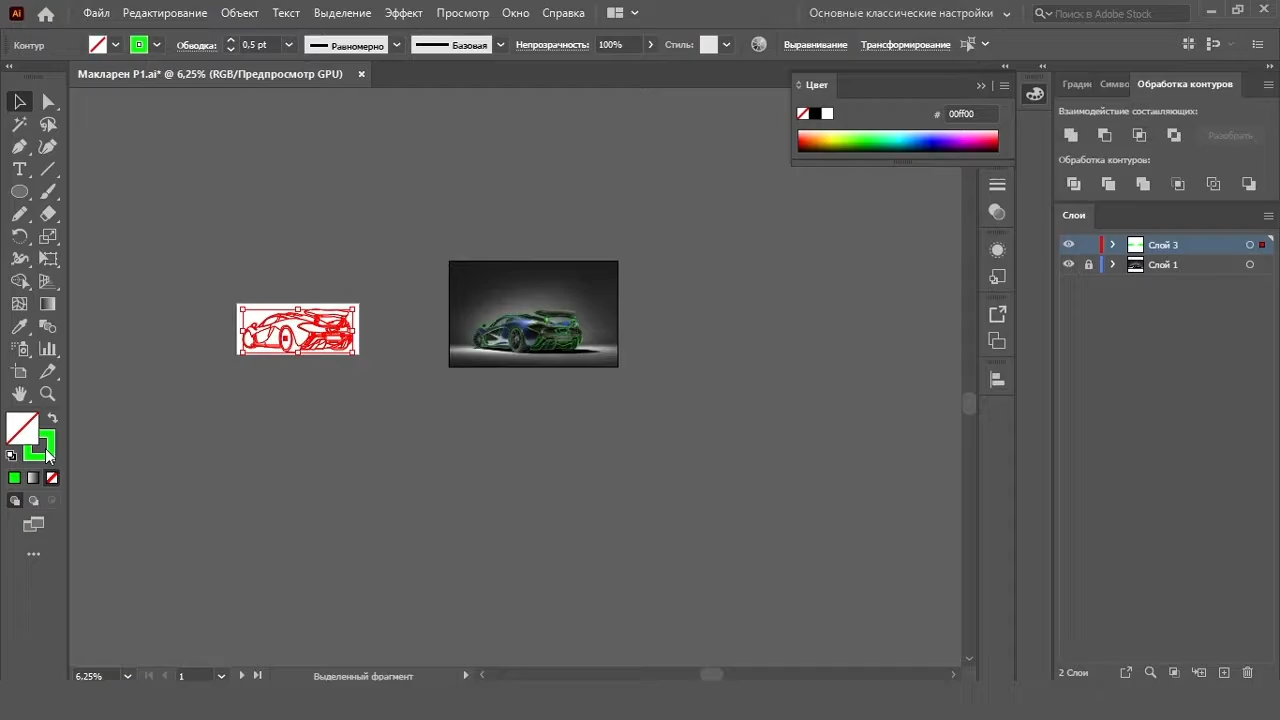 Ai Файл Редактирование Объект Текст Выделение Эффект Просмотр Окно Справка Основные классические настройки Поиск в Adobe Stock
Контур Обводка: 0,5 pt Равномерно Базовая Непрозрачность: 100% Стиль: Выравнивание Трансформирование
Макларен P1.ai* @ 6,25% (RGB/Предпросмотр GPU)
Цвет
# 00ff00
Гради Симво Обработка контуров
Взаимодействие составляющих:
Разобрать
Обработка контуров:
Слои
Слой 3
Слой 1
6,25% 1 Выделенный фрагмент
2 Слои